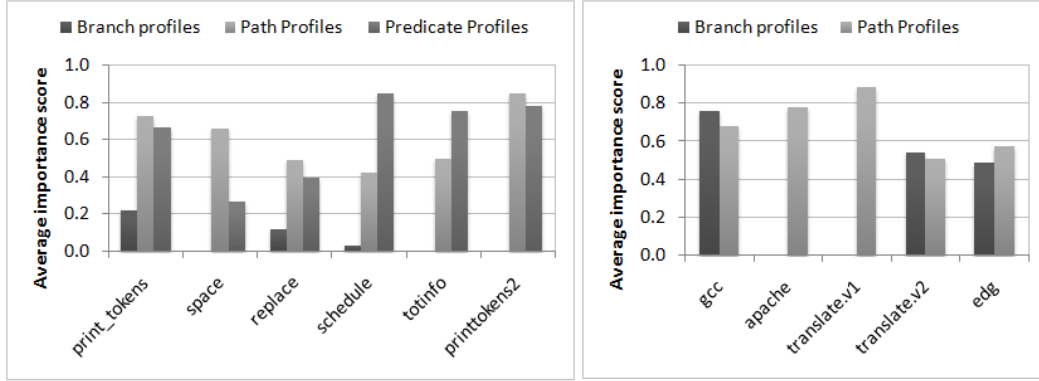 Branch profiles Path Profiles Predicate Profiles
Average importance score
1.0
0.8
0.6
0.4
0.2
0.0
print_tokens
space
replace
schedule
totinfo
printtokens2
Branch profiles Path Profiles
Average importance score
1.0
0.8
0.6
0.4
0.2
0.0
gcc
apache
translate.v1
translate.v2
edg